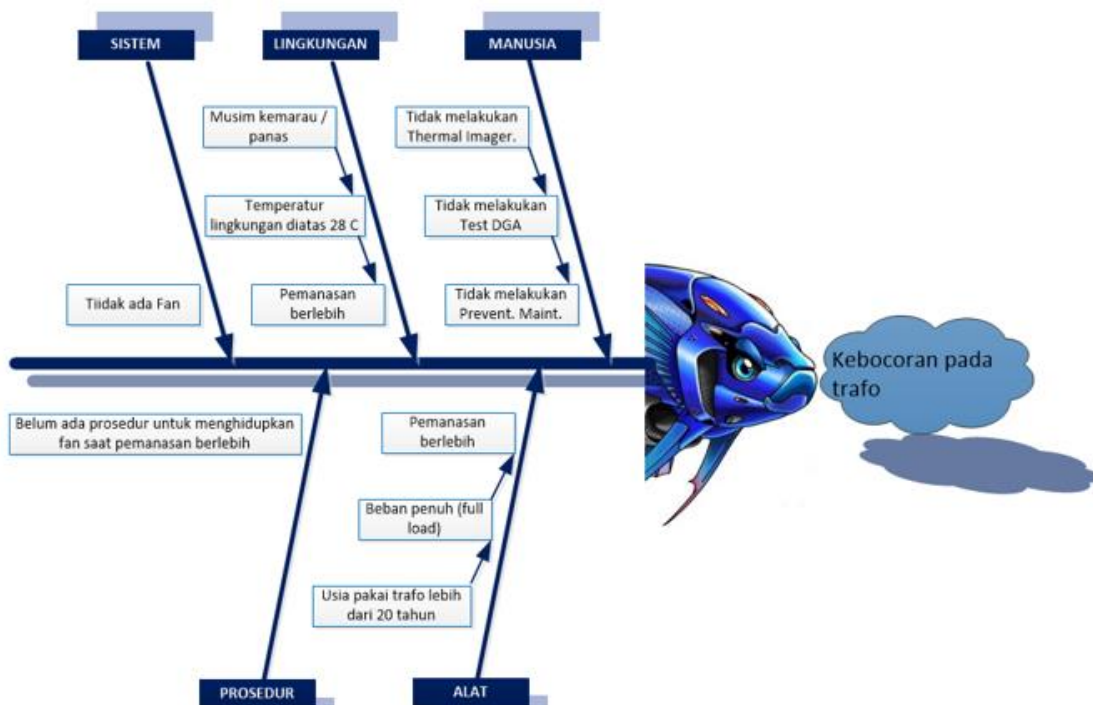 SISTEM
LINGKUNGAN
MANUSIA
Musim kemarau /
panas
Tidak melakukan
Thermal Imager.
Temperatur
lingkungan diatas 28 C
Tidak melakukan
Test DGA
Tiidak ada Fan
Pemanasan
berlebih
Tidak melakukan
Prevent. Maint.
Kebocoran pada
trafo
Belum ada prosedur untuk menghidupkan
fan saat pemanasan berlebih
Pemanasan
berlebih
Beban penuh (full
load)
Usia pakai trafo lebih
dari 20 tahun
PROSEDUR
ALAT